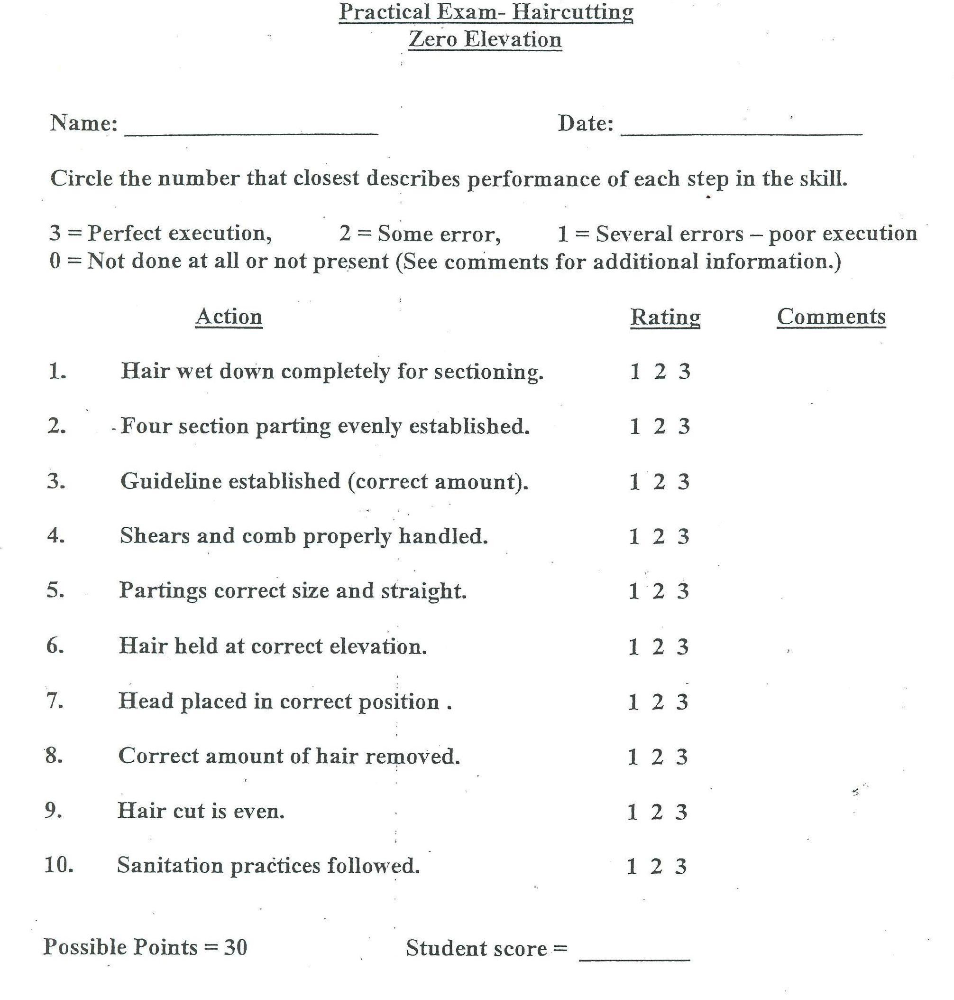 Practical Exam- Haircutting
Zero Elevation
Name: ____________________ Date: ____________________
Circle the number that closest describes performance of each step in the skill.
3 = Perfect execution, 2 = Some error, 1 = Several errors – poor execution
0 = Not done at all or not present (See comments for additional information.)
Action Rating Comments
1. Hair wet down completely for sectioning. 1 2 3
2. Four section parting evenly established. 1 2 3
3. Guideline established (correct amount). 1 2 3
4. Shears and comb properly handled. 1 2 3
5. Partings correct size and straight. 1 2 3
6. Hair held at correct elevation. 1 2 3
7. Head placed in correct position . 1 2 3
8. Correct amount of hair removed. 1 2 3
9. Hair cut is even. 1 2 3
10. Sanitation practices followed. 1 2 3
Possible Points = 30 Student score = __________